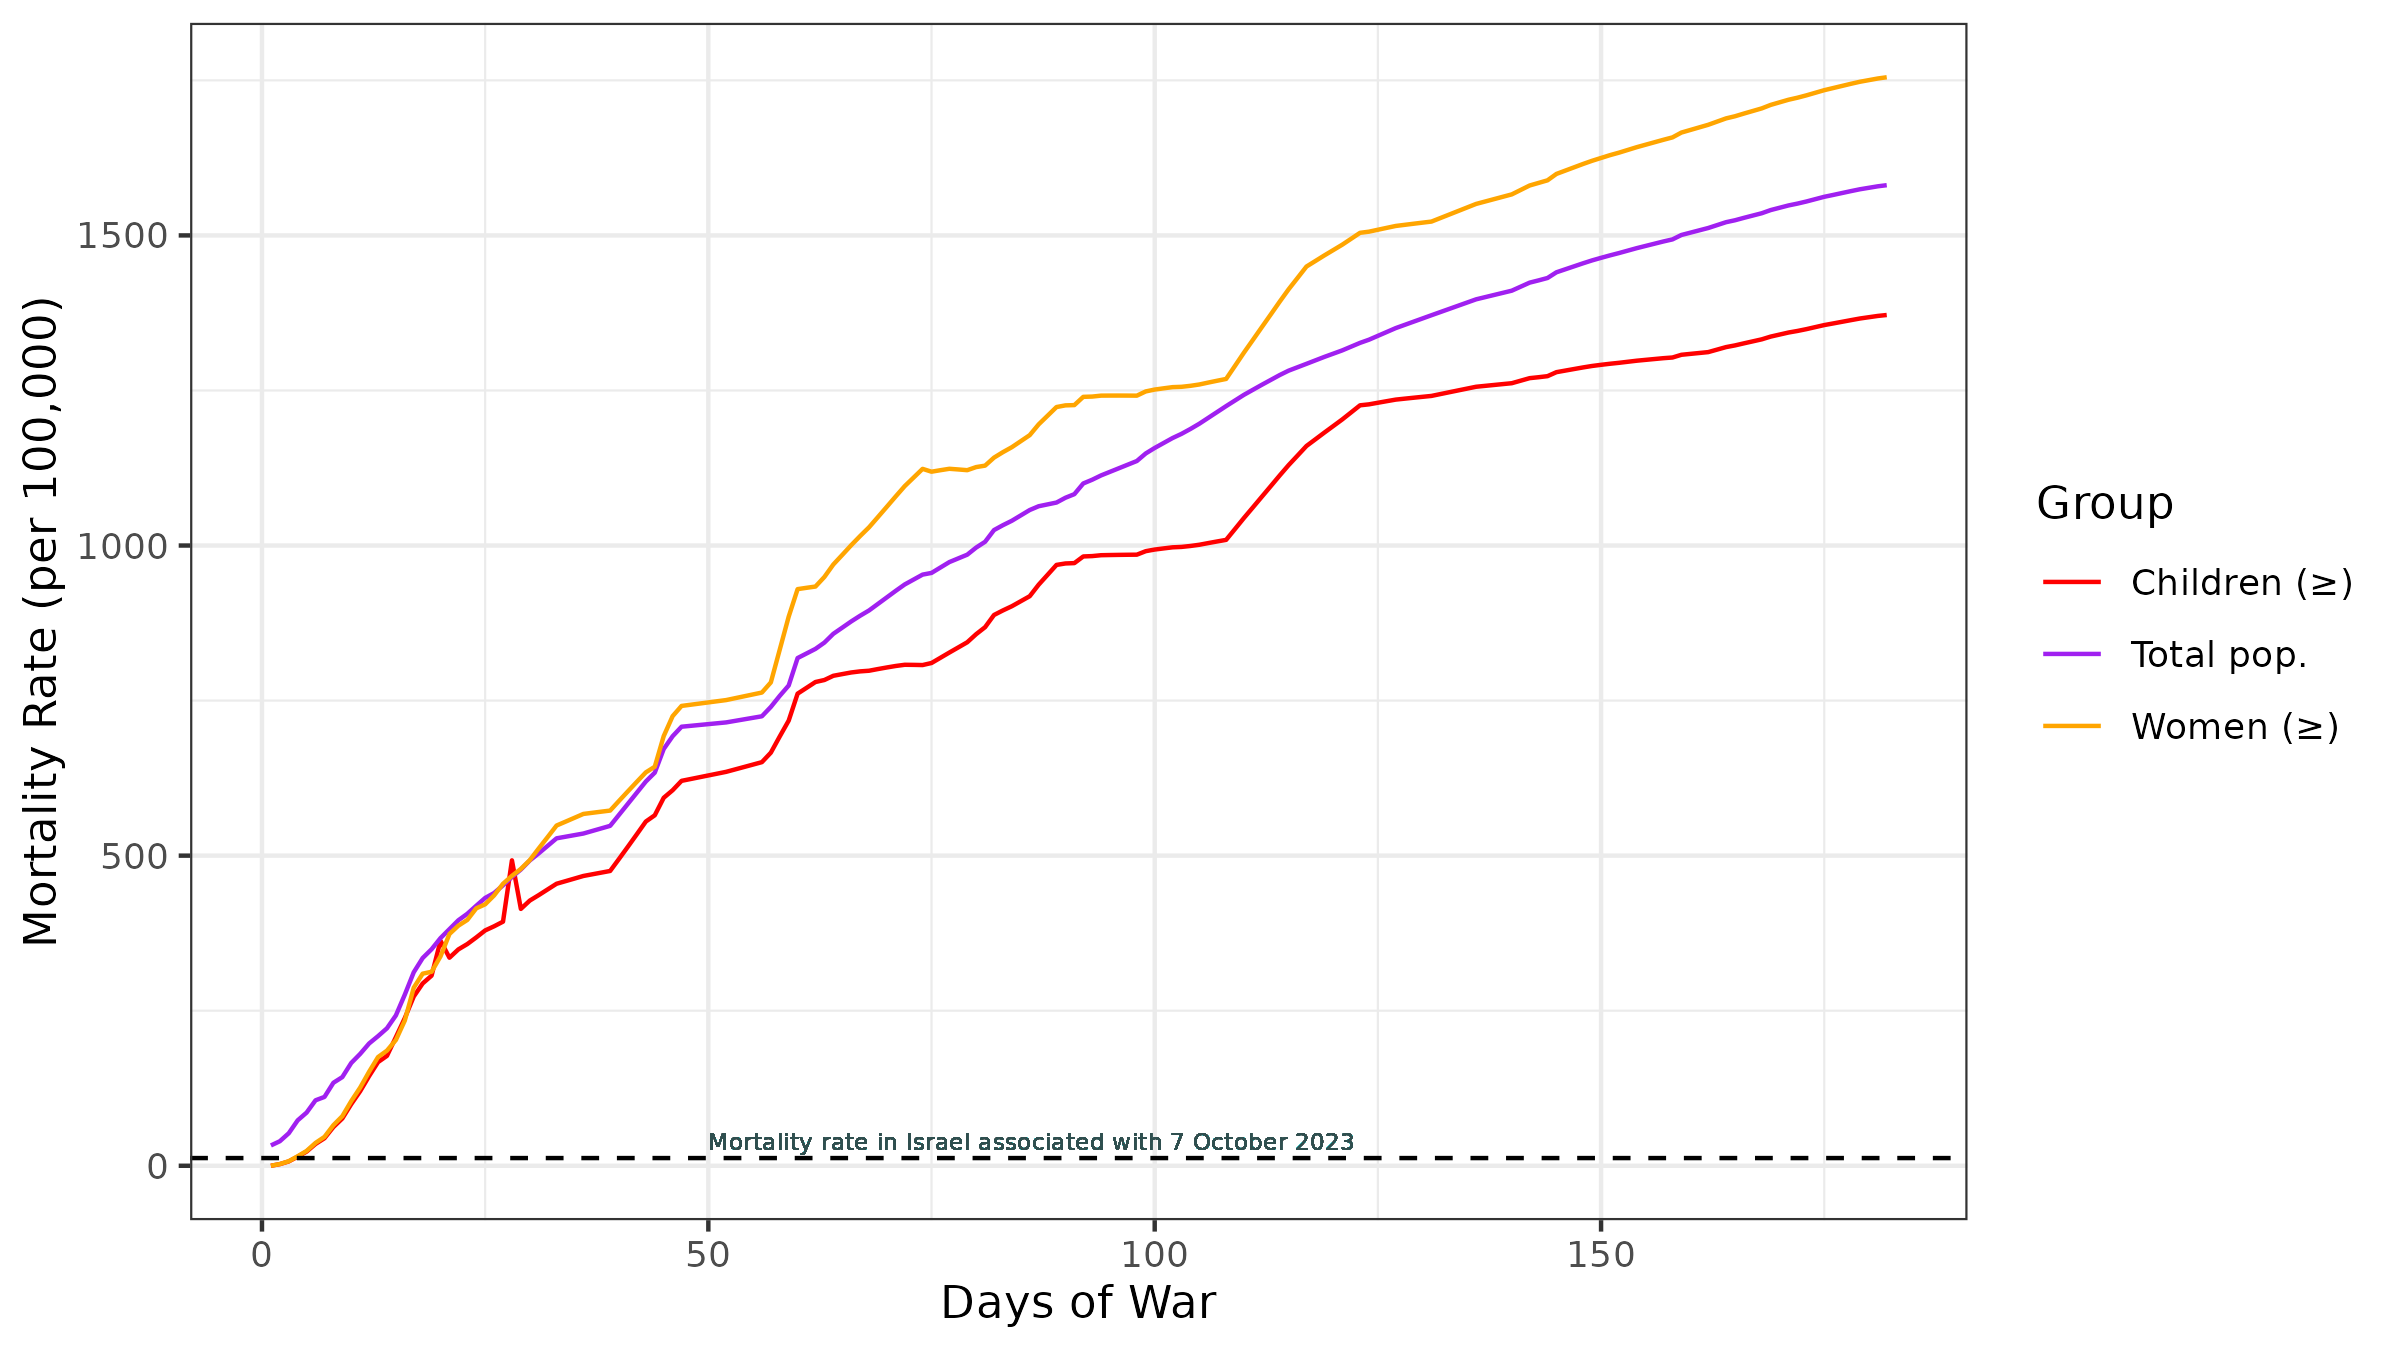 Mortality Rate (per 100,000)
1500
1000
500
0
Mortality rate in Israel associated with 7 October 2023
0
50
100
150
Days of War
Group
Children (≥)
Total pop.
Women (≥)